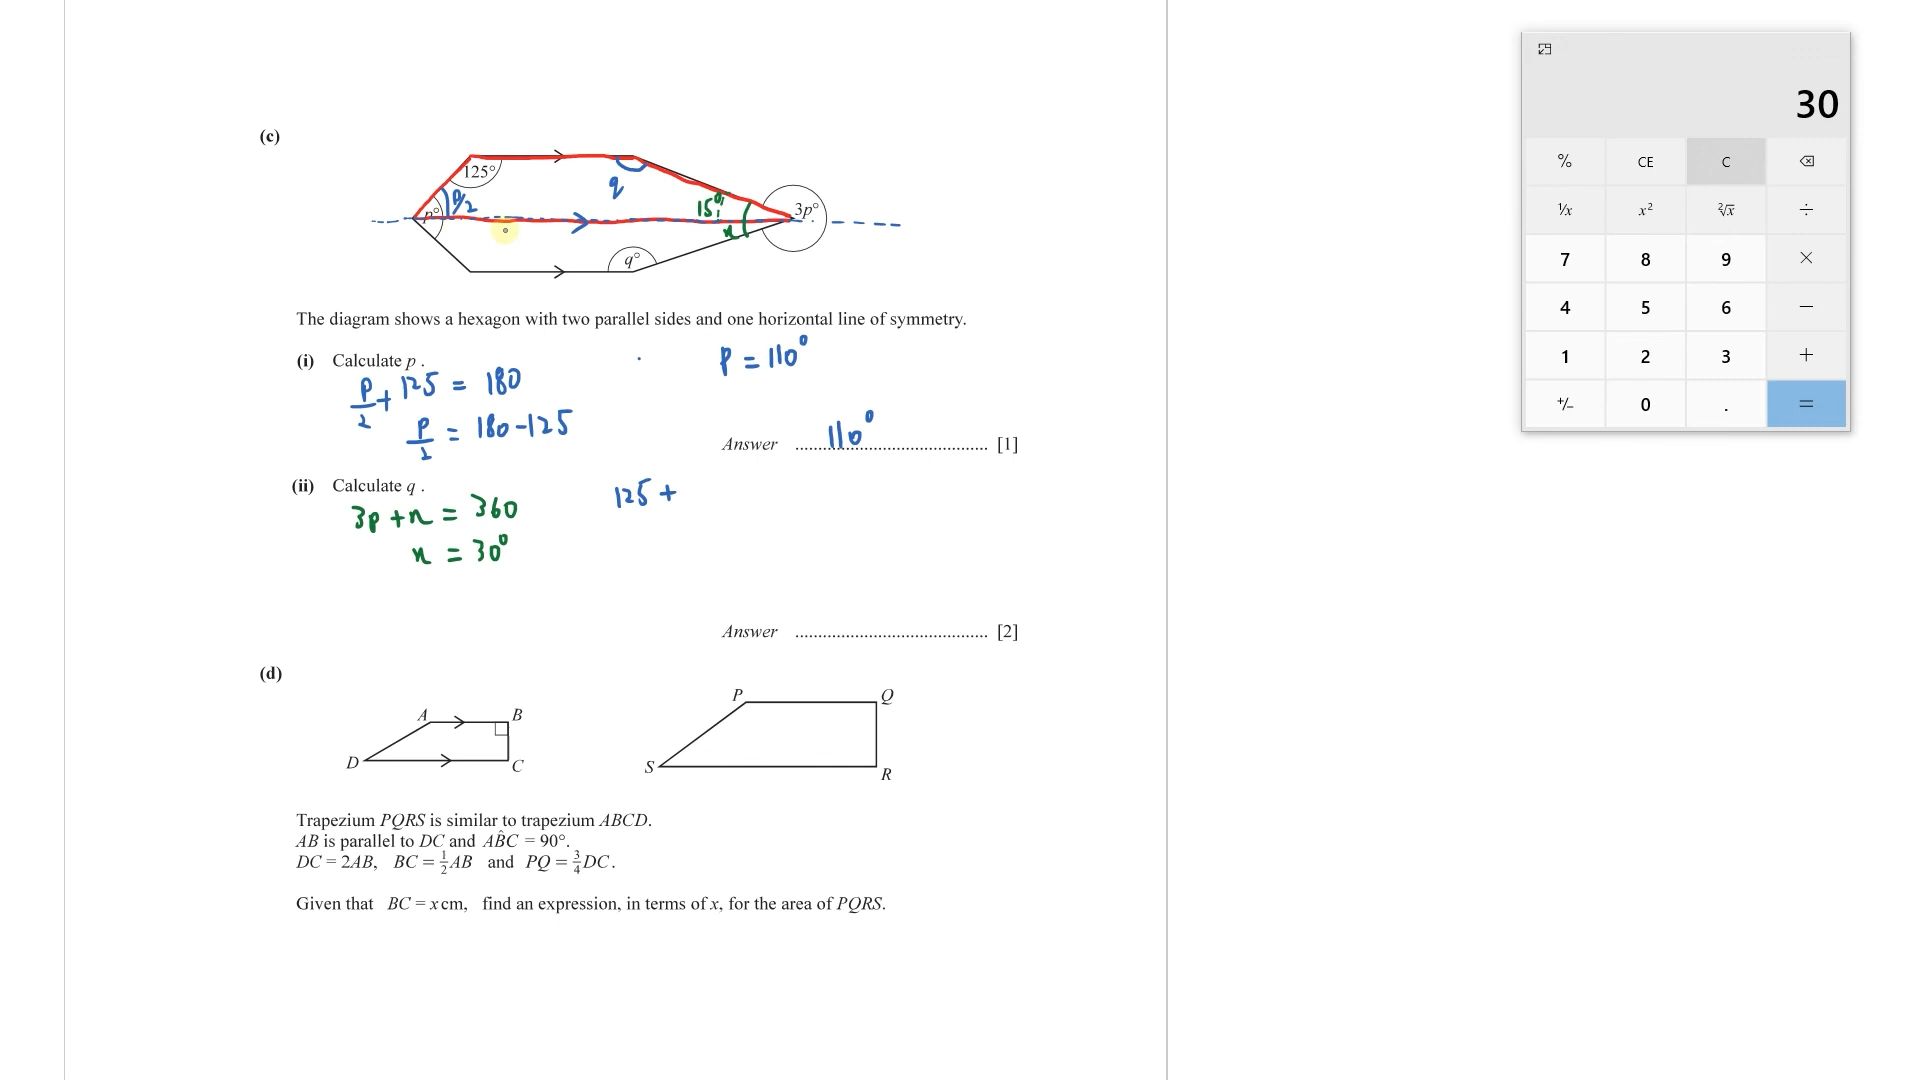 (c)
125°
q
p/2
p°
15°
3p°
n
q°
The diagram shows a hexagon with two parallel sides and one horizontal line of symmetry.
(i) Calculate p .
P = 110°
P/2 + 125 = 180
P/2 = 180-125
Answer 110° [1]
(ii) Calculate q .
125 +
3p + n = 360
n = 30°
Answer .......................................... [2]
(d)
A B
D C
P Q
S R
Trapezium PQRS is similar to trapezium ABCD.
AB is parallel to DC and AB̂C = 90°.
DC = 2AB, BC = 1/2 AB and PQ = 3/4 DC.
Given that BC = x cm, find an expression, in terms of x, for the area of PQRS.
30
% CE C ⌫
¹/x x² ²√x ÷
7 8 9 ×
4 5 6 −
1 2 3 +
+/− 0 . =